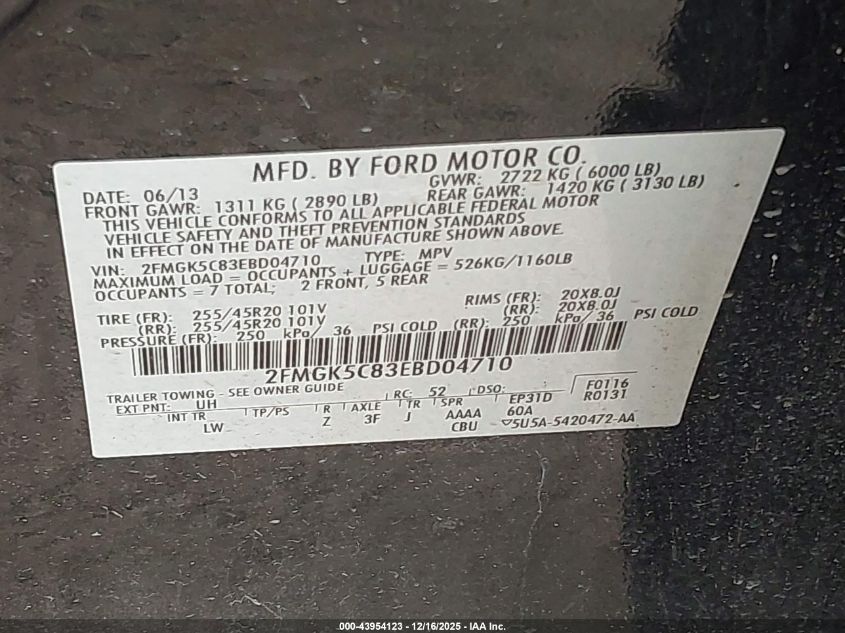 MFD. BY FORD MOTOR CO.
DATE: 06/13 GVWR: 2722 KG ( 6000 LB)
FRONT GAWR: 1311 KG ( 2890 LB) REAR GAWR: 1420 KG ( 3130 LB)
THIS VEHICLE CONFORMS TO ALL APPLICABLE FEDERAL MOTOR
VEHICLE SAFETY AND THEFT PREVENTION STANDARDS
IN EFFECT ON THE DATE OF MANUFACTURE SHOWN ABOVE.
VIN: 2FMGK5C83EBD04710 TYPE: MPV
MAXIMUM LOAD = OCCUPANTS + LUGGAGE = 526KG/1160LB
OCCUPANTS = 7 TOTAL; 2 FRONT, 5 REAR
TIRE (FR): 255/45R20 101V RIMS (FR): 20X8.0J
(RR): 255/45R20 101V (RR): 20X8.0J
PRESSURE (FR): 250 kPa/ 36 PSI COLD (RR): 250 kPa/ 36 PSI COLD
2FMGK5C83EBD04710
TRAILER TOWING - SEE OWNER GUIDE
EXT PNT: UH RC: 52 DSO: F0116
R0131
INT TR TP/PS R AXLE TR SPR EP31D
LW Z 3F J AAAA 60A
CBU 5U5A-5420472-AA
000-43954123 - 12/16/2025 - IAA Inc.